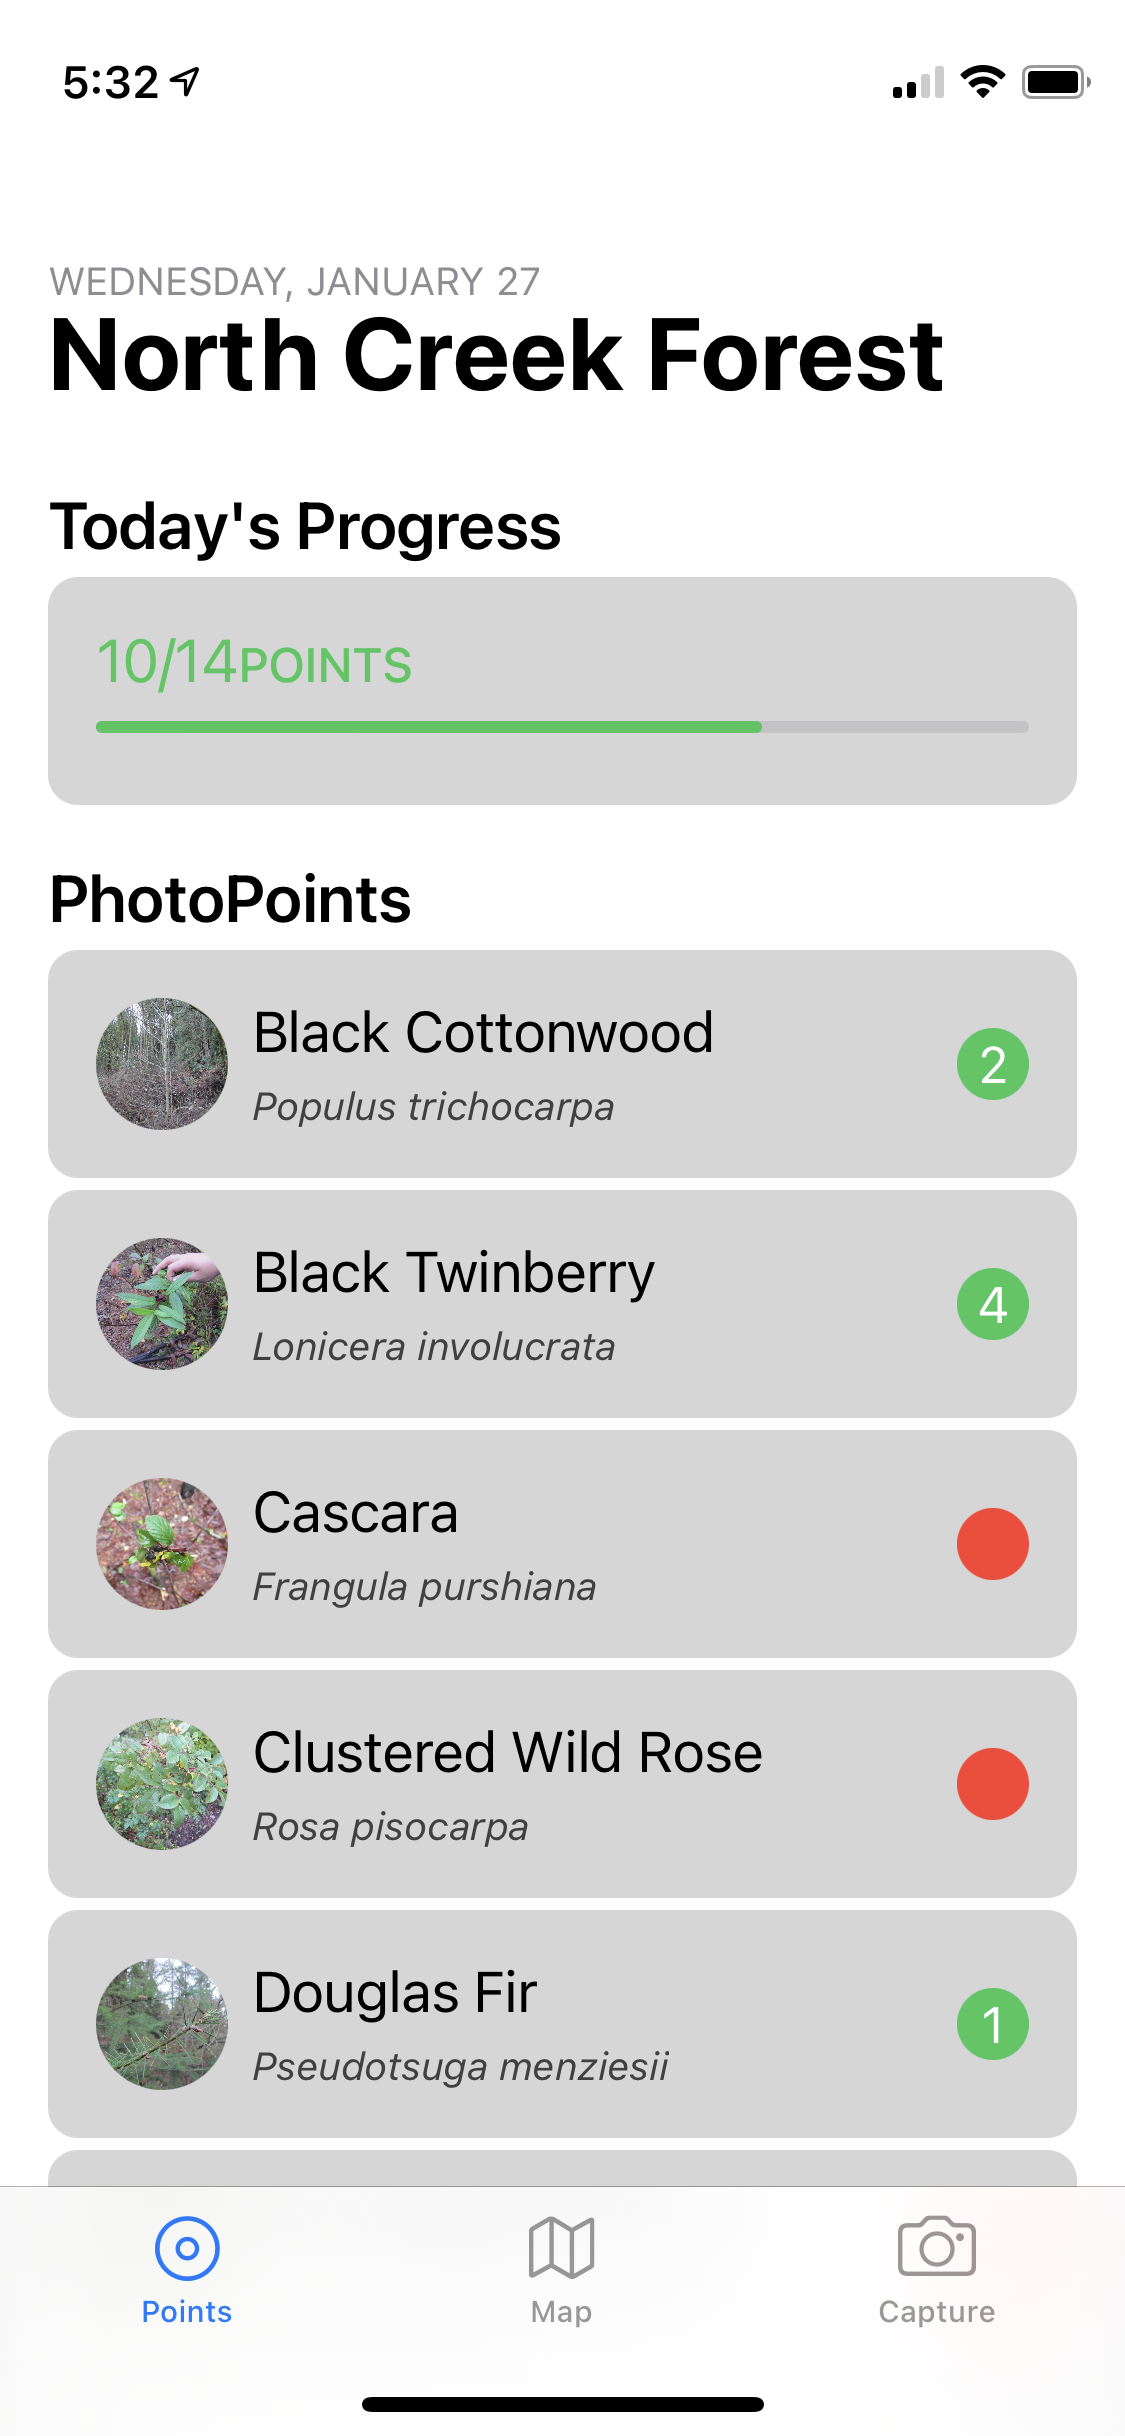 5:32
WEDNESDAY, JANUARY 27
North Creek Forest
Today's Progress
10/14POINTS
PhotoPoints
Black Cottonwood
Populus trichocarpa
2
Black Twinberry
Lonicera involucrata
4
Cascara
Frangula purshiana
Clustered Wild Rose
Rosa pisocarpa
Douglas Fir
Pseudotsuga menziesii
1
Points
Map
Capture